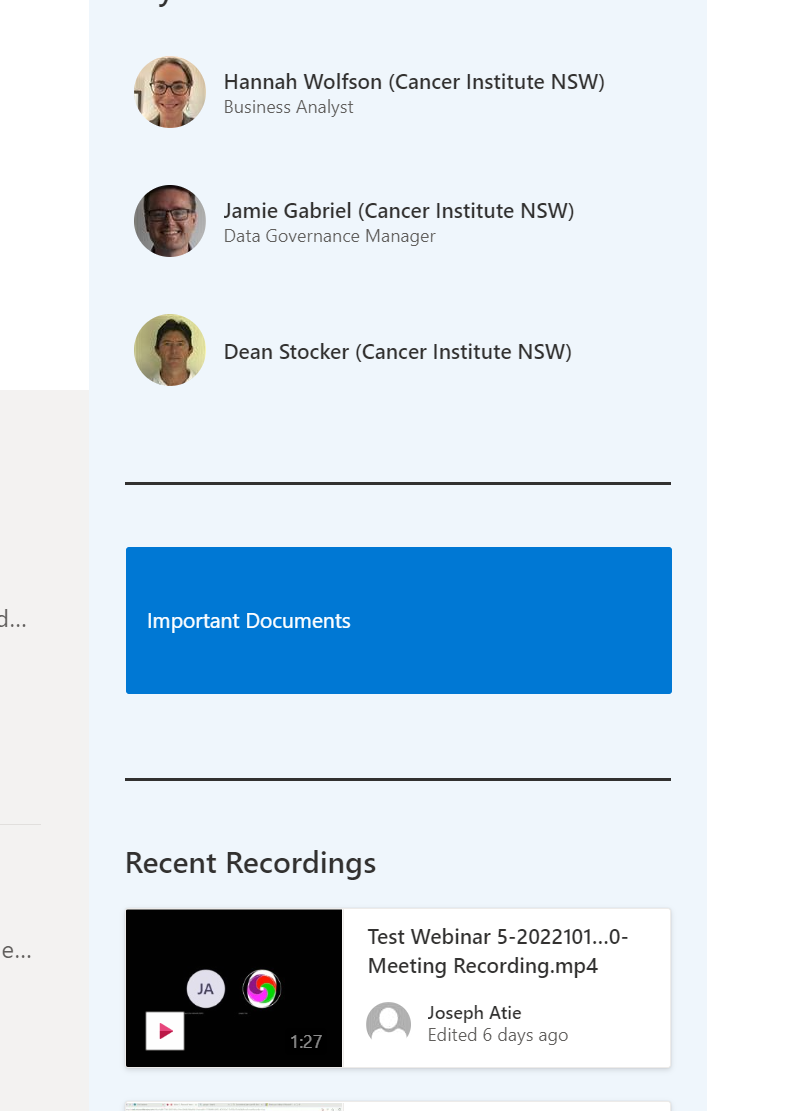 Hannah Wolfson (Cancer Institute NSW)
Business Analyst
Jamie Gabriel (Cancer Institute NSW)
Data Governance Manager
Dean Stocker (Cancer Institute NSW)
d...
Important Documents
Recent Recordings
e...
Test Webinar 5-2022101...0-
Meeting Recording.mp4
JA
1:27
Joseph Atie
Edited 6 days ago